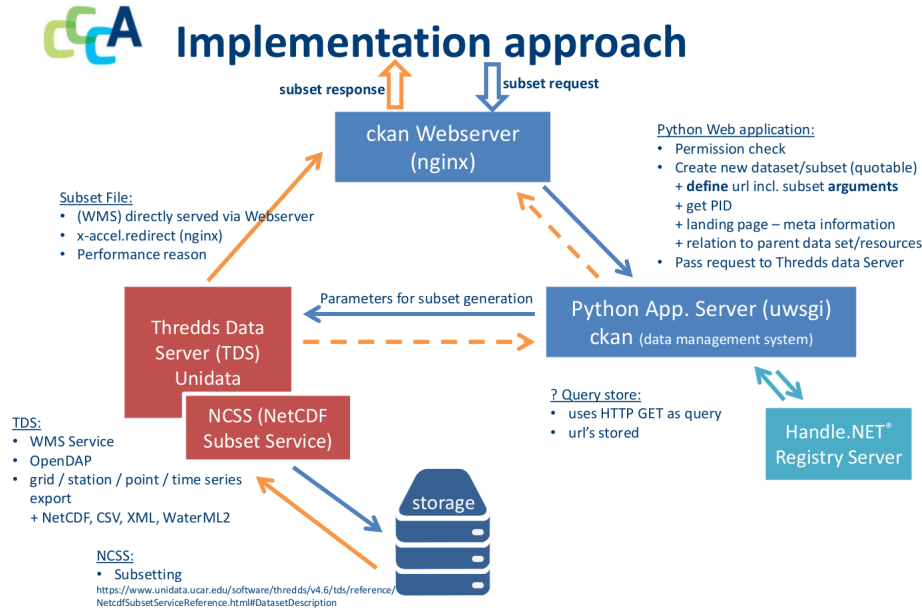 CCCA
Implementation approach
subset response
subset request
ckan Webserver
(nginx)
Python Web application:
• Permission check
• Create new dataset/subset (quotable)
+ define url incl. subset arguments
+ get PID
+ landing page – meta information
+ relation to parent data set/resources
• Pass request to Thredds data Server
Subset File:
• (WMS) directly served via Webserver
• x-accel.redirect (nginx)
• Performance reason
Parameters for subset generation
Thredds Data
Server (TDS)
Unidata
Python App. Server (uwsgi)
ckan (data management system)
NCSS (NetCDF
Subset Service)
? Query store:
• uses HTTP GET as query
• url's stored
Handle.NET®
Registry Server
TDS:
• WMS Service
• OpenDAP
• grid / station / point / time series
export
+ NetCDF, CSV, XML, WaterML2
storage
NCSS:
• Subsetting
https://www.unidata.ucar.edu/software/thredds/v4.6/tds/reference/
NetcdfSubsetServiceReference.html#DatasetDescription